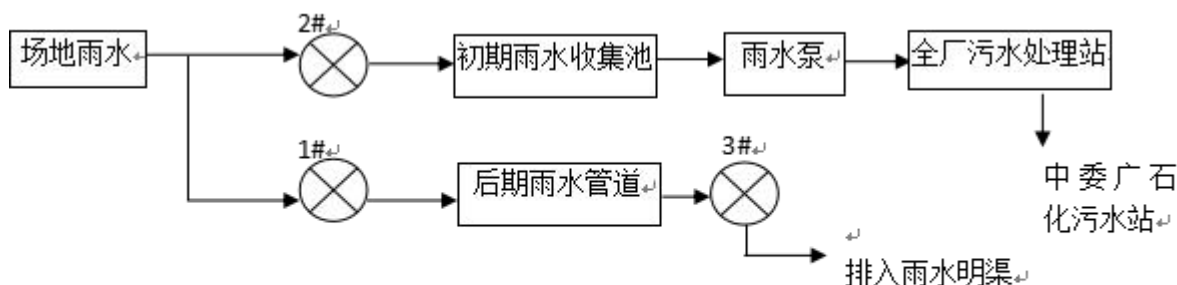 2#
场地雨水
初期雨水收集池
雨水泵
全厂污水处理站
1#
后期雨水管道
3#
中委广石
化污水站
排入雨水明渠